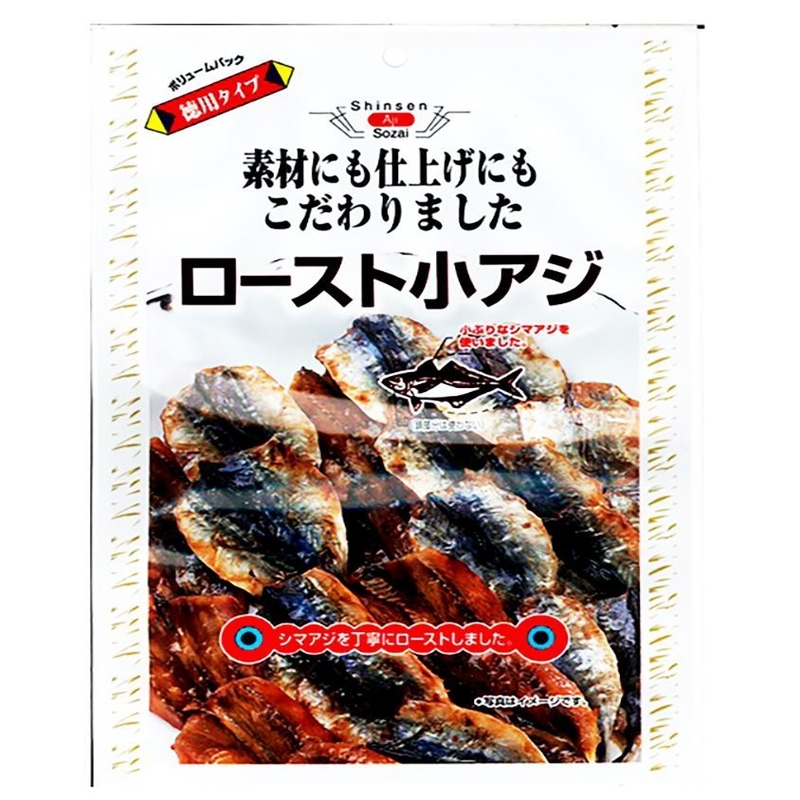 ボリュームパック
徳用タイプ
Shinsen
Aji
Sozai
素材にも仕上げにも
こだわりました
ロースト小アジ
小ぶりなシマアジを
使いました。
シマアジを丁寧にローストしました。
*写真はイメージです。